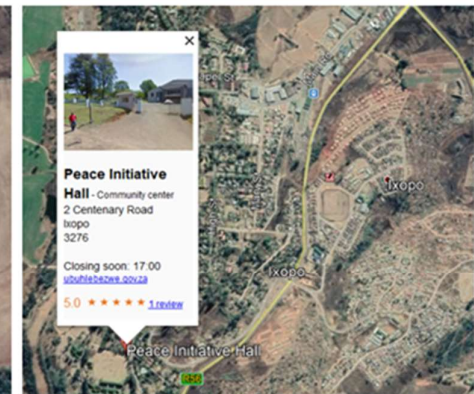 Peace Initiative
Hall - Community center
2 Centenary Road
Ixopo
3276
Closing soon: 17:00
ubuhlebezwe.gov.za
5.0 ★★★★★ 1 review
Ixopo
Ixopo
Peace Initiative Hall
R56